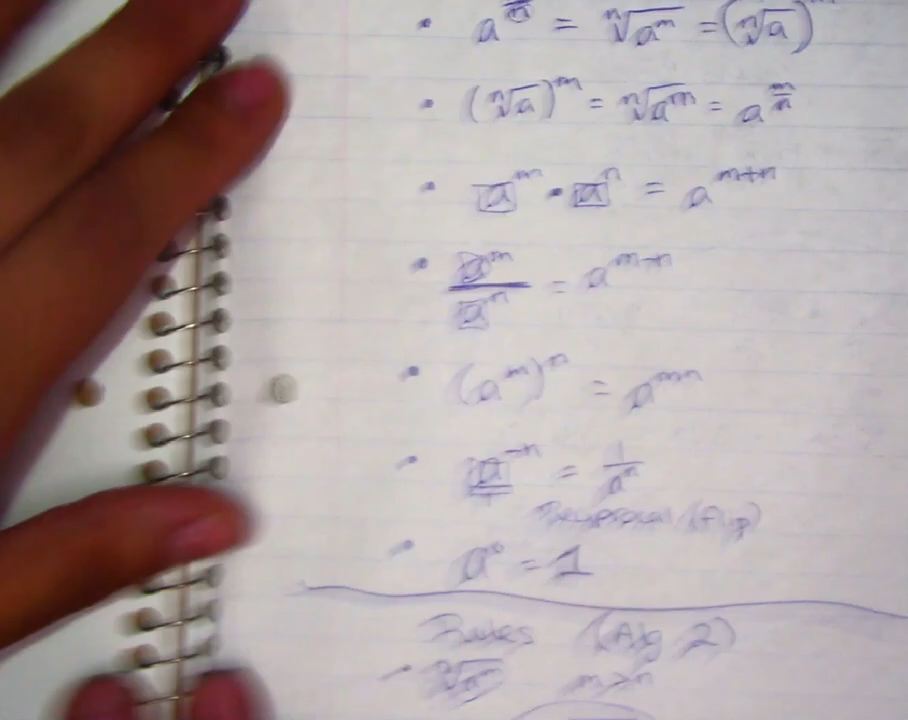 • a^{m/n} = ⁿ√(a^m) = (ⁿ√a)^m
• (ⁿ√a)^m = ⁿ√(a^m) = a^{m/n}
• a^m • a^n = a^{m+n}
• a^m / a^n = a^{m-n}
• (a^m)^n = a^{mn}
• a^{-n} = 1/a^n
Reciprocal (flip)
• a^0 = 1
Rules (Alg 2)
• m>n